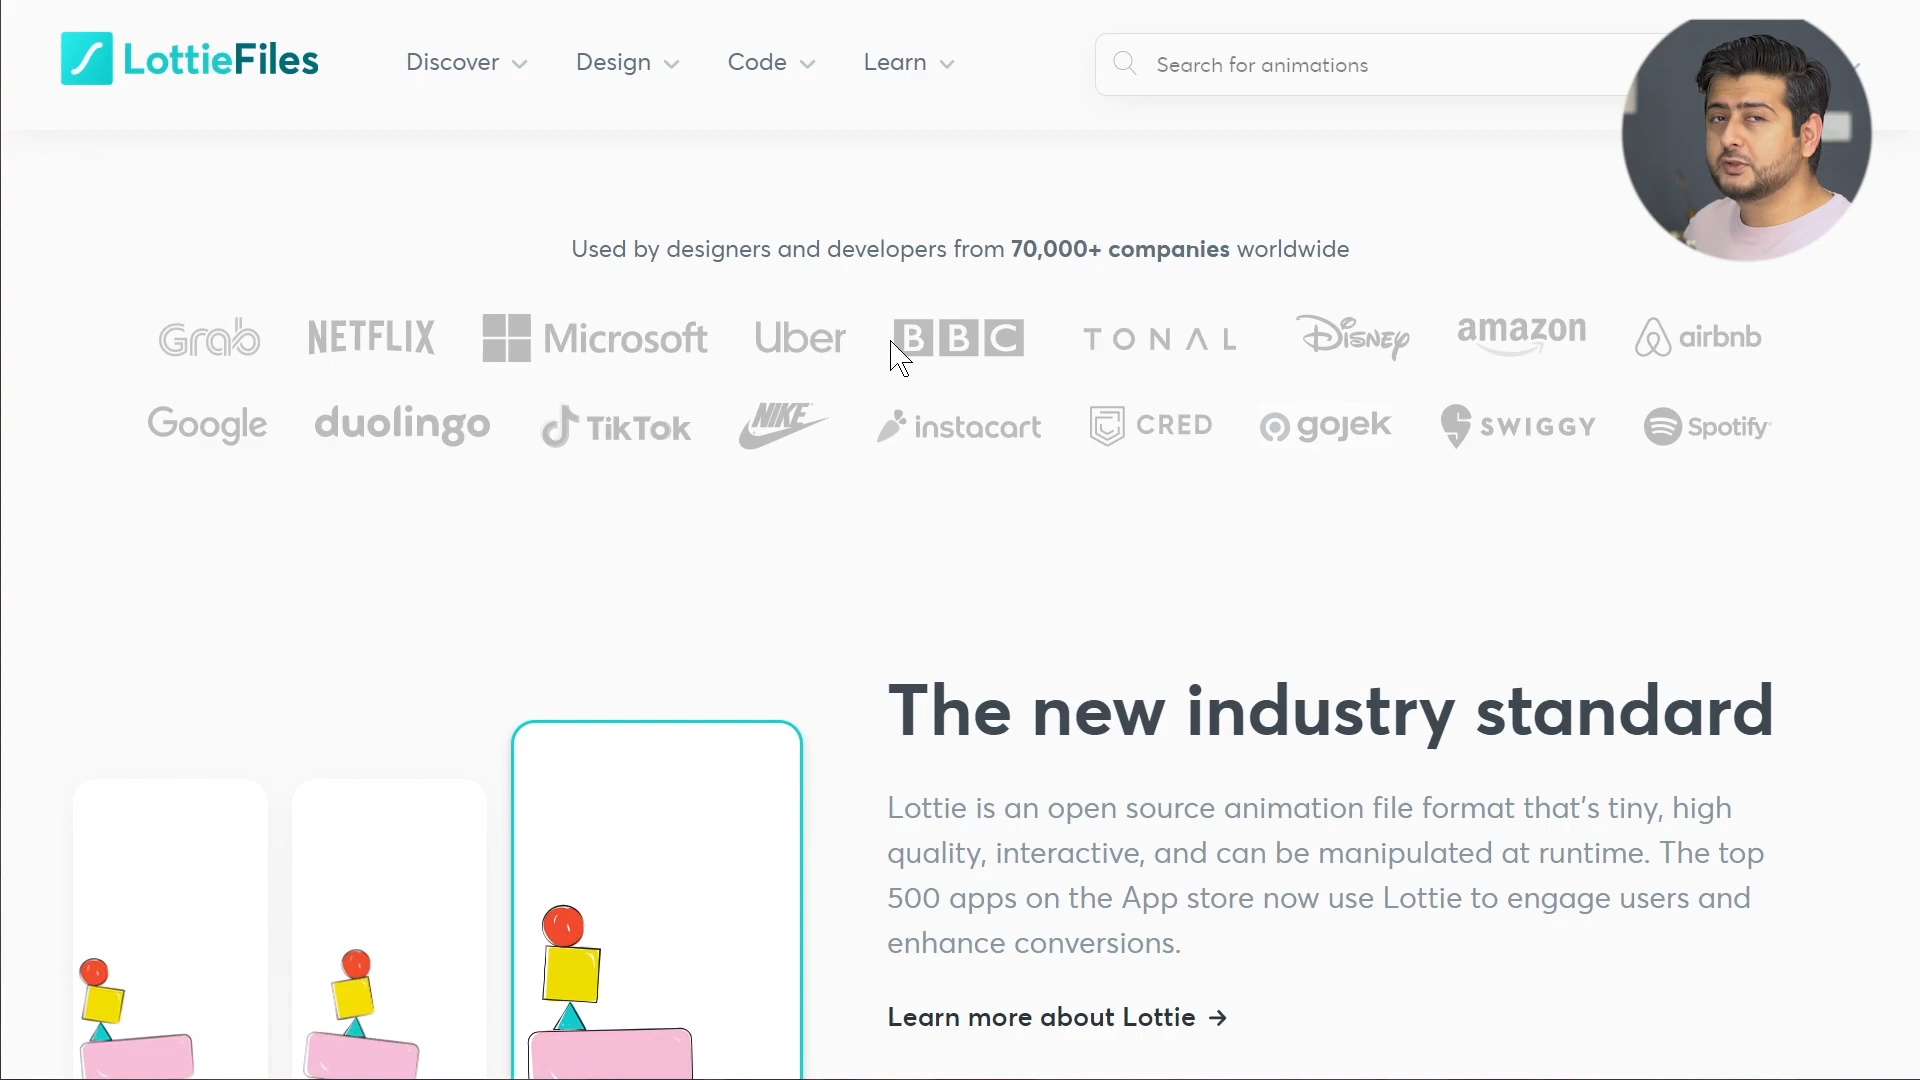 LottieFiles
Discover
Design
Code
Learn
Search for animations
Used by designers and developers from 70,000+ companies worldwide
Grab NETFLIX Microsoft Uber BBC TONAL Disney amazon airbnb
Google duolingo TikTok NIKE instacart CRED gojek SWIGGY Spotify
The new industry standard
Lottie is an open source animation file format that's tiny, high
quality, interactive, and can be manipulated at runtime. The top
500 apps on the App store now use Lottie to engage users and
enhance conversions.
Learn more about Lottie →